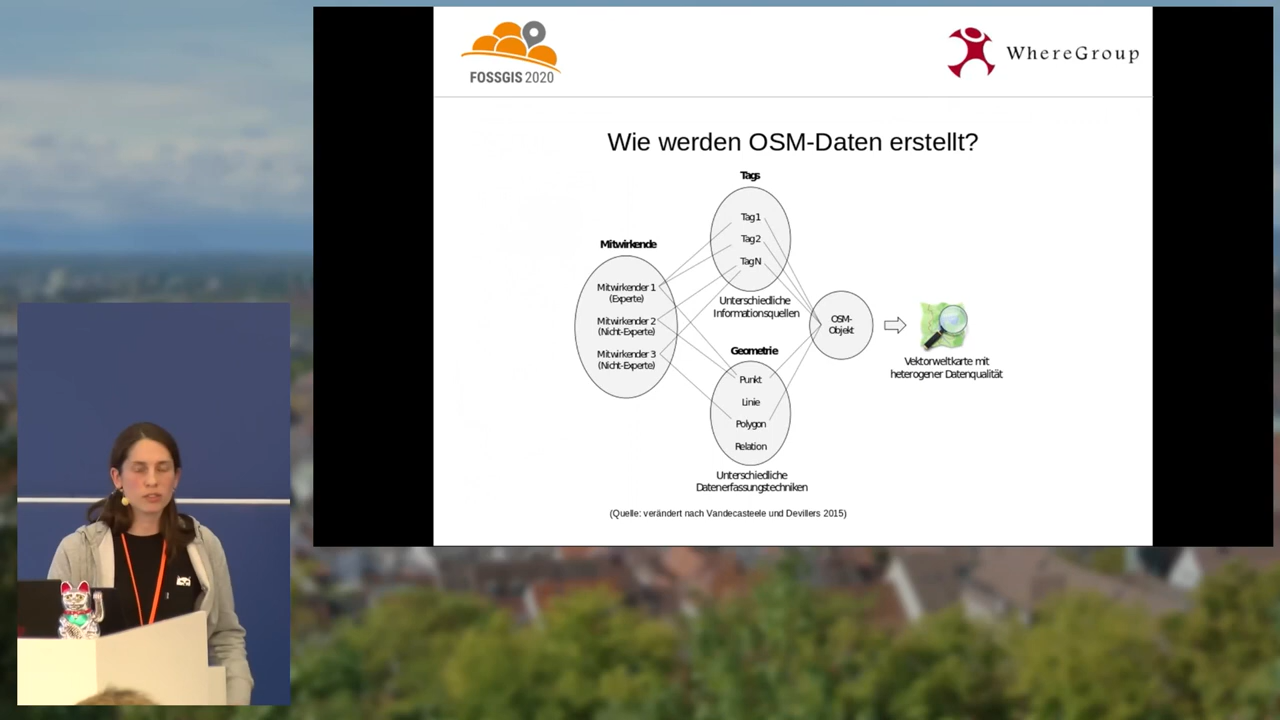 FOSSGIS 2020
WhereGroup
Wie werden OSM-Daten erstellt?
Tags
Tag 1
Tag 2
Tag N
Unterschiedliche
Informationsquellen
Mitwirkende
Mitwirkender 1
(Experte)
Mitwirkender 2
(Nicht-Experte)
Mitwirkender 3
(Nicht-Experte)
Geometrie
Punkt
Linie
Polygon
Relation
Unterschiedliche
Datenerfassungstechniken
OSM-
Objekt
Vektorweltkarte mit
heterogener Datenqualität
(Quelle: verändert nach Vandecasteele und Devillers 2015)